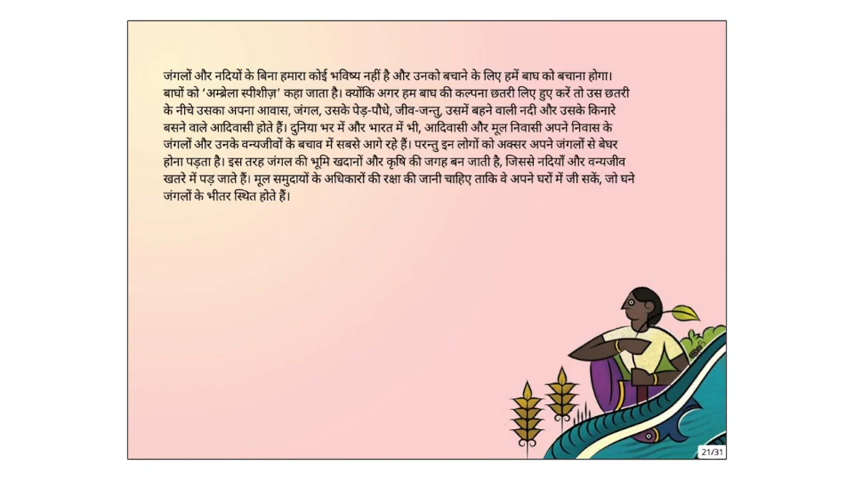 जंगलों और नदियों के बिना हमारा कोई भविष्य नहीं है और उनको बचाने के लिए हमें बाघ को बचाना होगा।
बाघों को ‘अम्ब्रेला स्पीशीज़’ कहा जाता है। क्योंकि अगर हम बाघ की कल्पना छतरी लिए हुए करें तो उस छतरी
के नीचे उसका अपना आवास, जंगल, उसके पेड़-पौधे, जीव-जन्तु, उसमें बहने वाली नदी और उसके किनारे
बसने वाले आदिवासी होते हैं। दुनिया भर में और भारत में भी, आदिवासी और मूल निवासी अपने निवास के
जंगलों और उनके वन्यजीवों के बचाव में सबसे आगे रहे हैं। परन्तु इन लोगों को अक्सर अपने जंगलों से बेघर
होना पड़ता है। इस तरह जंगल की भूमि खदानों और कृषि की जगह बन जाती है, जिससे नदियाँ और वन्यजीव
खतरे में पड़ जाते हैं। मूल समुदायों के अधिकारों की रक्षा की जानी चाहिए ताकि वे अपने घरों में जी सकें, जो घने
जंगलों के भीतर स्थित होते हैं।
21/31